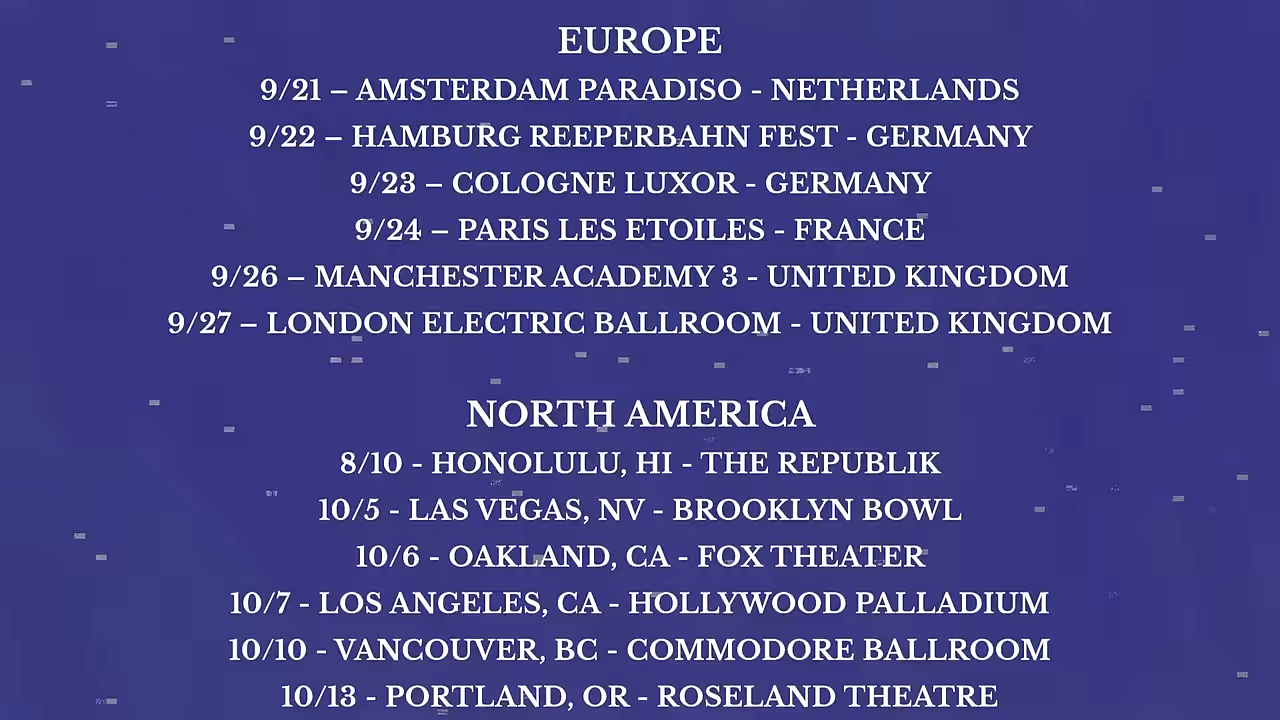 EUROPE
9/21 – AMSTERDAM PARADISO - NETHERLANDS
9/22 – HAMBURG REEPERBAHN FEST - GERMANY
9/23 – COLOGNE LUXOR - GERMANY
9/24 – PARIS LES ETOILES - FRANCE
9/26 – MANCHESTER ACADEMY 3 - UNITED KINGDOM
9/27 – LONDON ELECTRIC BALLROOM - UNITED KINGDOM
NORTH AMERICA
8/10 - HONOLULU, HI - THE REPUBLIK
10/5 - LAS VEGAS, NV - BROOKLYN BOWL
10/6 - OAKLAND, CA - FOX THEATER
10/7 - LOS ANGELES, CA - HOLLYWOOD PALLADIUM
10/10 - VANCOUVER, BC - COMMODORE BALLROOM
10/13 - PORTLAND, OR - ROSELAND THEATRE